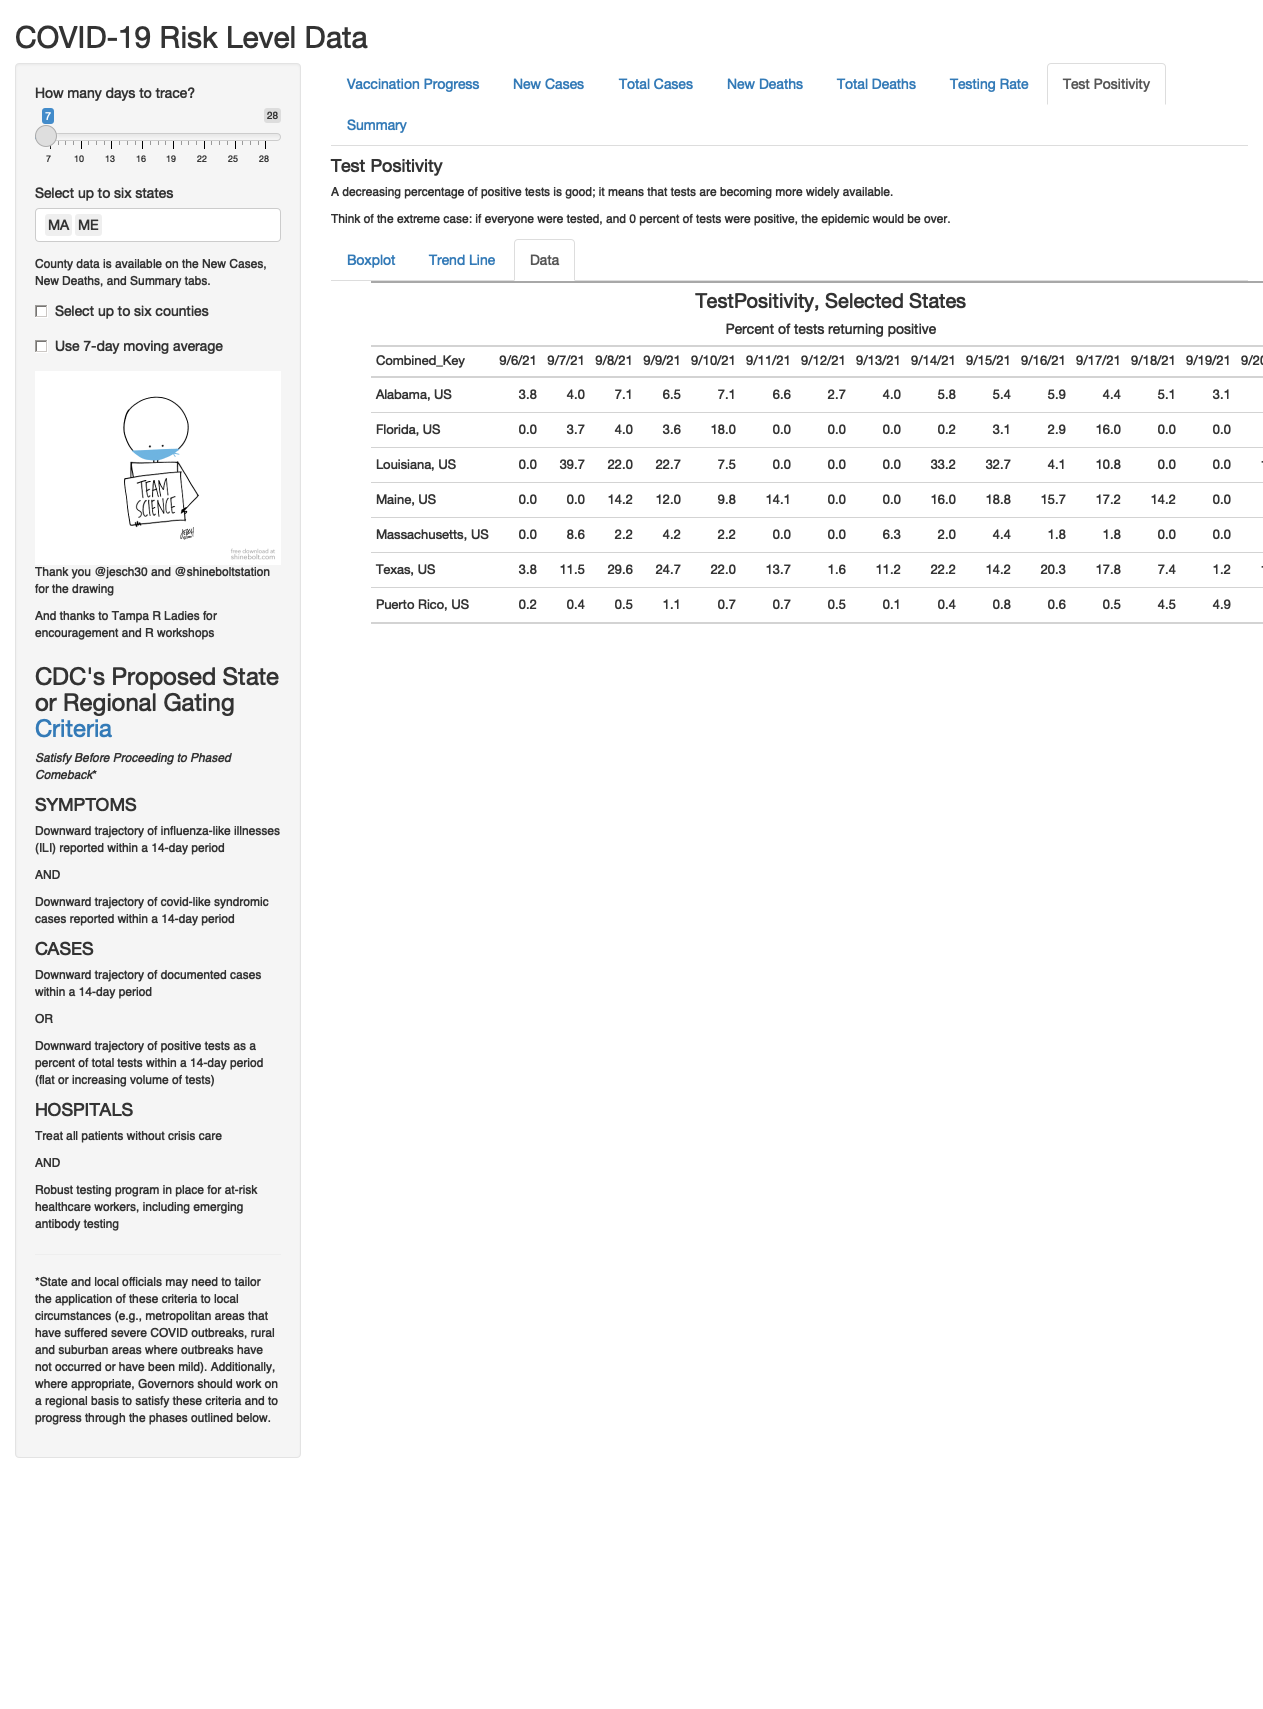 COVID-19 Risk Level Data
How many days to trace?
7 28
7 10 13 16 19 22 25 28
Select up to six states
MA ME
County data is available on the New Cases,
New Deaths, and Summary tabs.
Select up to six counties
Use 7-day moving average
TEAM
SCIENCE
free download at
shinebolt.com
Thank you @jesch30 and @shineboltstation
for the drawing
And thanks to Tampa R Ladies for
encouragement and R workshops
CDC's Proposed State
or Regional Gating
Criteria
Satisfy Before Proceeding to Phased
Comeback*
SYMPTOMS
Downward trajectory of influenza-like illnesses
(ILI) reported within a 14-day period
AND
Downward trajectory of covid-like syndromic
cases reported within a 14-day period
CASES
Downward trajectory of documented cases
within a 14-day period
OR
Downward trajectory of positive tests as a
percent of total tests within a 14-day period
(flat or increasing volume of tests)
HOSPITALS
Treat all patients without crisis care
AND
Robust testing program in place for at-risk
healthcare workers, including emerging
antibody testing
*State and local officials may need to tailor
the application of these criteria to local
circumstances (e.g., metropolitan areas that
have suffered severe COVID outbreaks, rural
and suburban areas where outbreaks have
not occurred or have been mild). Additionally,
where appropriate, Governors should work on
a regional basis to satisfy these criteria and to
progress through the phases outlined below.
Vaccination Progress New Cases Total Cases New Deaths Total Deaths Testing Rate Test Positivity
Summary
Test Positivity
A decreasing percentage of positive tests is good; it means that tests are becoming more widely available.
Think of the extreme case: if everyone were tested, and 0 percent of tests were positive, the epidemic would be over.
Boxplot Trend Line Data
TestPositivity, Selected States
Percent of tests returning positive
Combined_Key 9/6/21 9/7/21 9/8/21 9/9/21 9/10/21 9/11/21 9/12/21 9/13/21 9/14/21 9/15/21 9/16/21 9/17/21 9/18/21 9/19/21
Alabama, US 3.8 4.0 7.1 6.5 7.1 6.6 2.7 4.0 5.8 5.4 5.9 4.4 5.1 3.1
Florida, US 0.0 3.7 4.0 3.6 18.0 0.0 0.0 0.0 0.2 3.1 2.9 16.0 0.0 0.0
Louisiana, US 0.0 39.7 22.0 22.7 7.5 0.0 0.0 0.0 33.2 32.7 4.1 10.8 0.0 0.0
Maine, US 0.0 0.0 14.2 12.0 9.8 14.1 0.0 0.0 16.0 18.8 15.7 17.2 14.2 0.0
Massachusetts, US 0.0 8.6 2.2 4.2 2.2 0.0 0.0 6.3 2.0 4.4 1.8 1.8 0.0 0.0
Texas, US 3.8 11.5 29.6 24.7 22.0 13.7 1.6 11.2 22.2 14.2 20.3 17.8 7.4 1.2
Puerto Rico, US 0.2 0.4 0.5 1.1 0.7 0.7 0.5 0.1 0.4 0.8 0.6 0.5 4.5 4.9